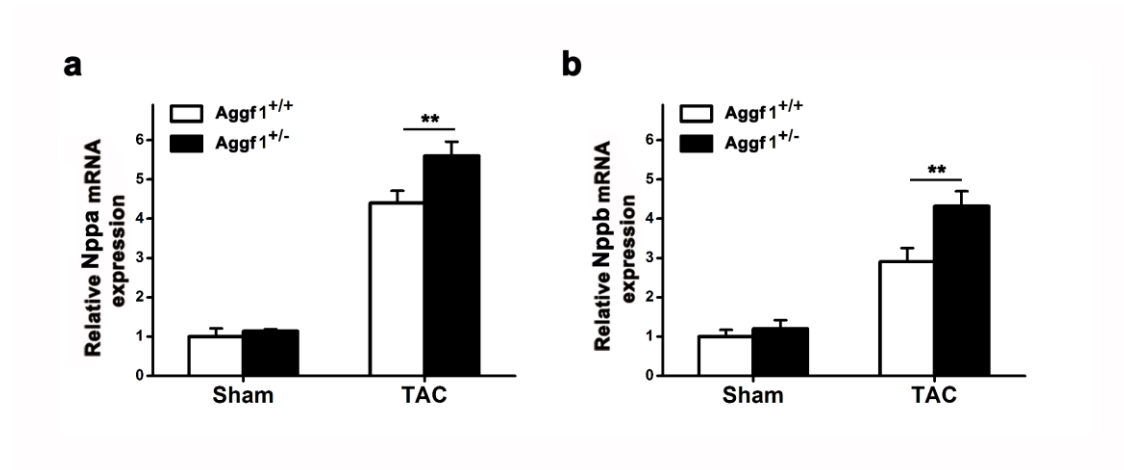 a
Aggf1+/+
Aggf1+/-
**
6
5
4
3
2
1
0
Relative Nppa mRNA
expression
Sham
TAC
b
Aggf1+/+
Aggf1+/-
**
6
5
4
3
2
1
0
Relative Nppb mRNA
expression
Sham
TAC